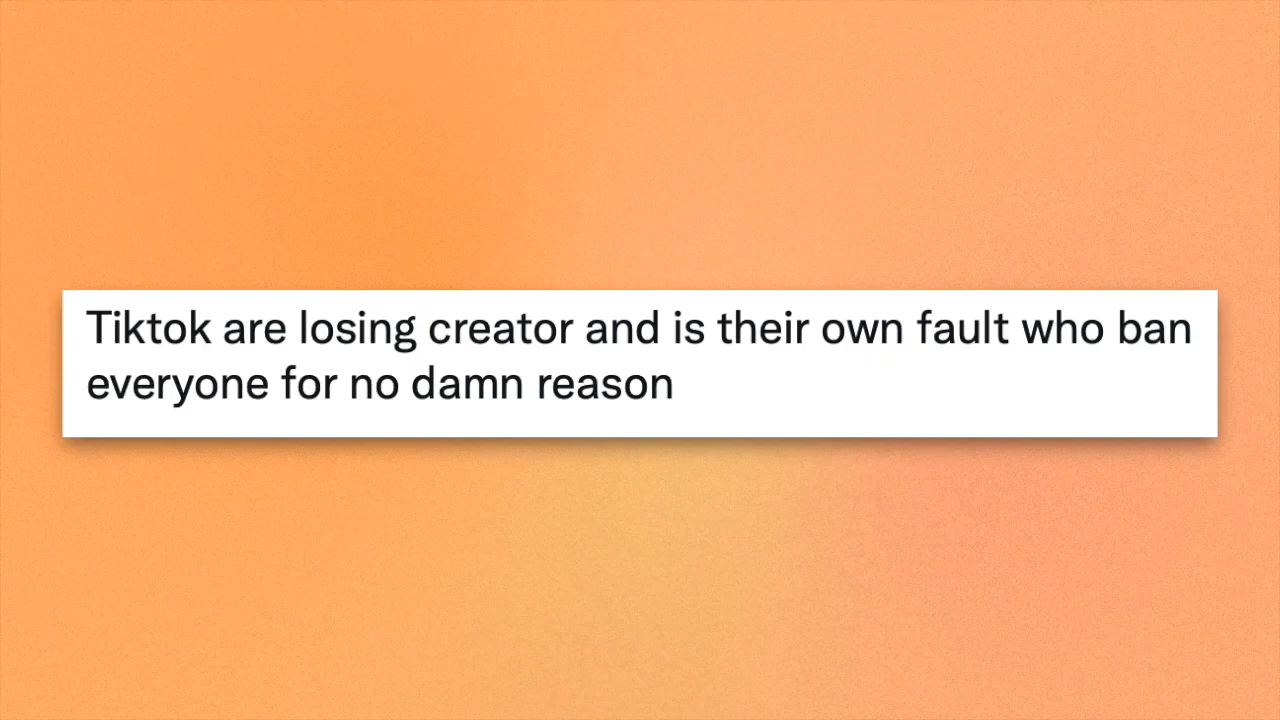 Tiktok are losing creator and is their own fault who ban
everyone for no damn reason